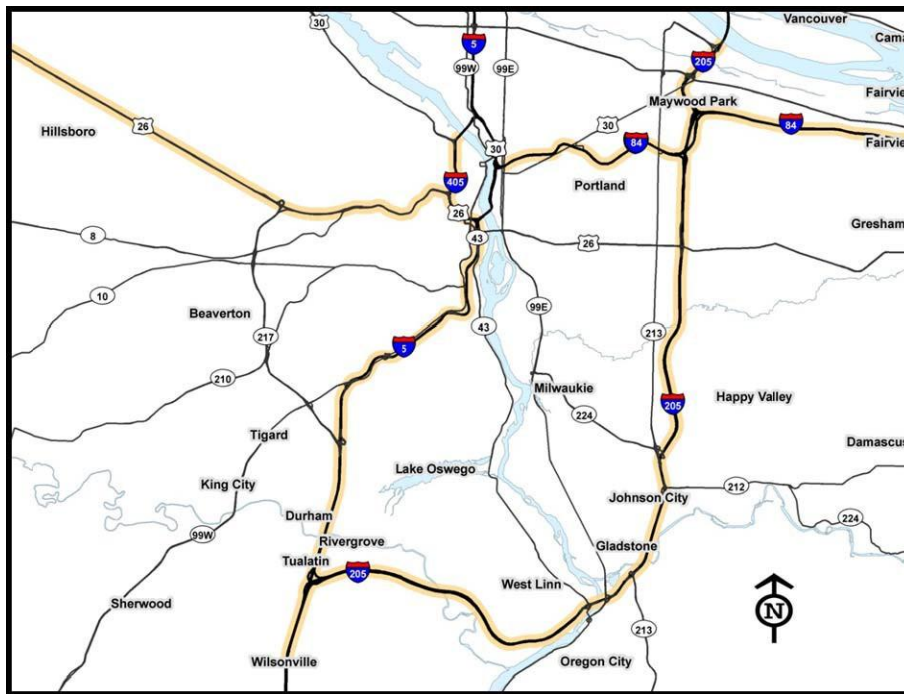 Vancouver
30
5
Cama
99W
99E
205
Fairvie
Maywood Park
26
Hillsboro
30
84
30
84
Fairvie
405
Portland
26
Gresham
8
43
26
10
99E
Beaverton
43
213
217
5
210
Milwaukie
Happy Valley
205
224
Tigard
Damascus
Lake Oswego
King City
212
Johnson City
Durham
224
99W
Rivergrove
Gladstone
Tualatin
205
West Linn
Sherwood
N
213
Wilsonville
Oregon City